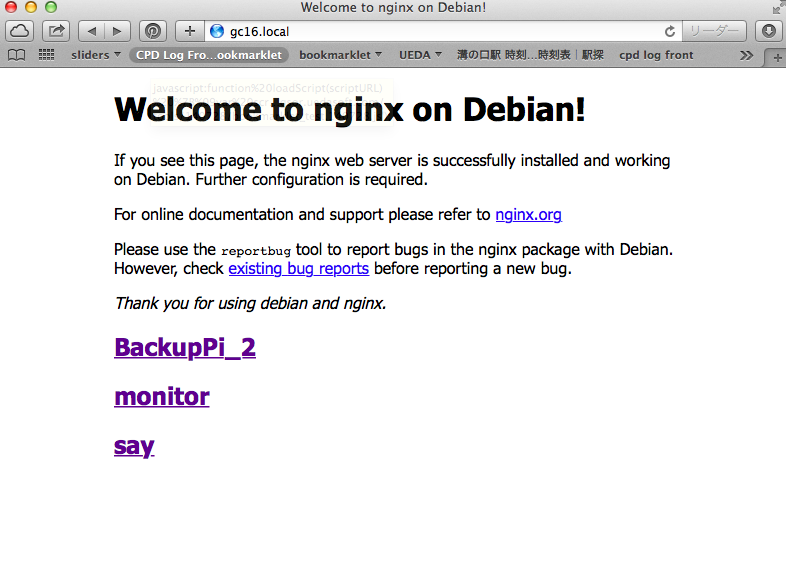 Welcome to nginx on Debian!
gc16.local
リーダー
sliders CPD Log Fro...ookmarklet bookmarklet UEDA 溝の口駅 時刻...時刻表｜駅探 cpd log front
javascript:function%20loadScript(scriptURL)
Welcome to nginx on Debian!
If you see this page, the nginx web server is successfully installed and working
on Debian. Further configuration is required.
For online documentation and support please refer to nginx.org
Please use the reportbug tool to report bugs in the nginx package with Debian.
However, check existing bug reports before reporting a new bug.
Thank you for using debian and nginx.
BackupPi_2
monitor
say